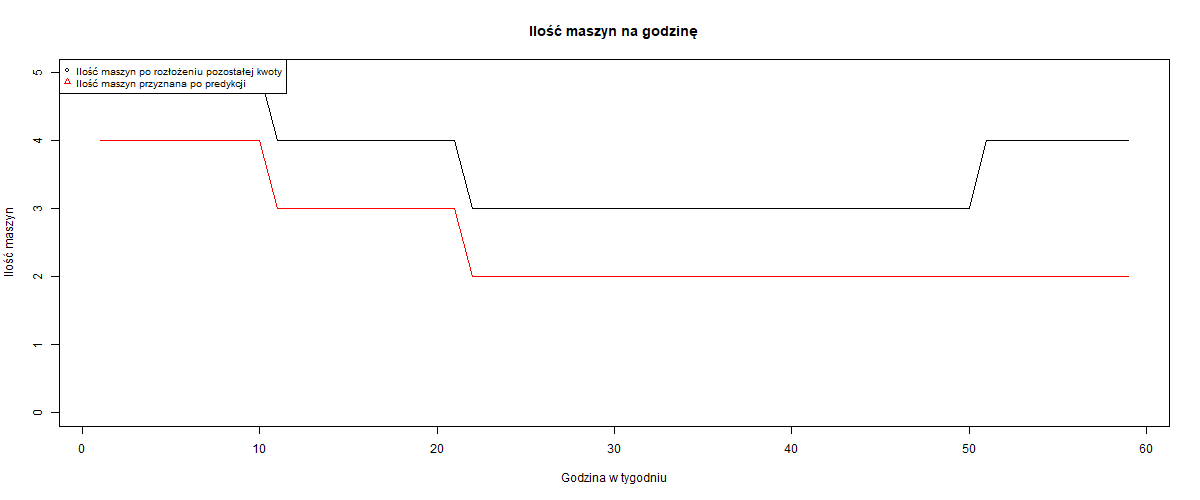 Ilość maszyn na godzinę
Ilość maszyn po rozłożeniu pozostałej kwoty
Ilość maszyn przyznana po predykcji
Ilość maszyn
5
4
3
2
1
0
0 10 20 30 40 50 60
Godzina w tygodniu